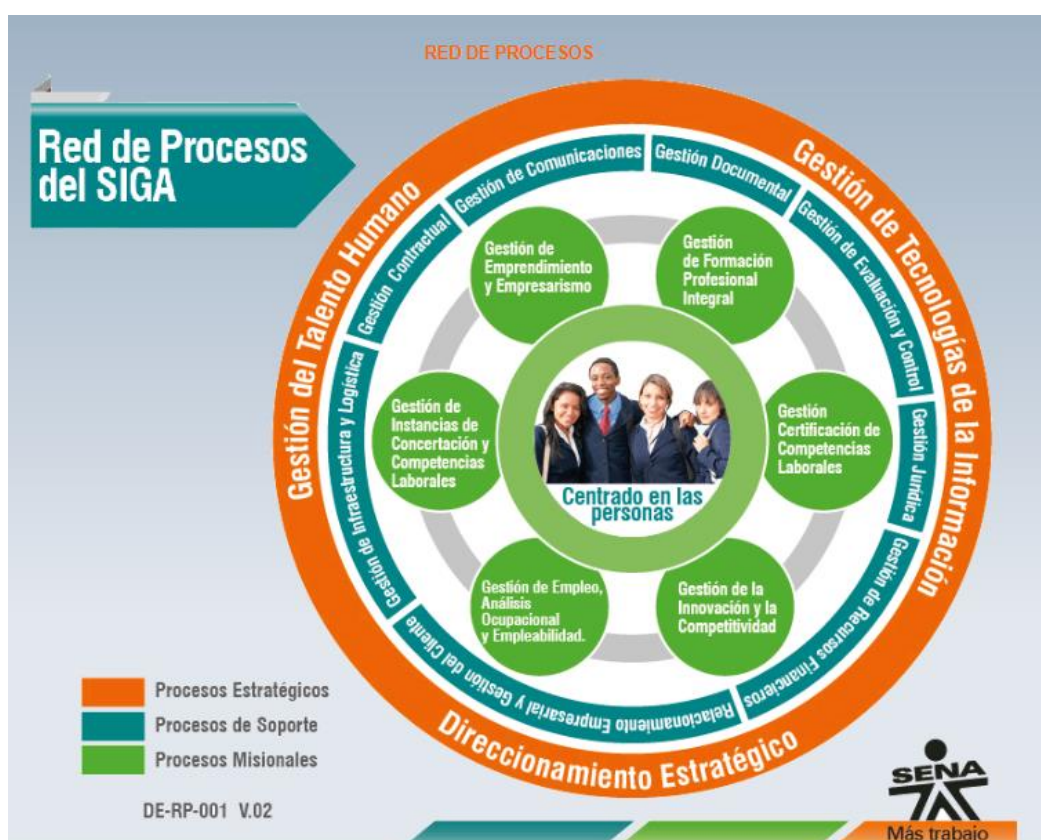 RED DE PROCESOS
Red de Procesos
del SIGA
Gestión del Talento Humano
Gestión de Tecnologías de la Información
Direccionamiento Estratégico
Gestión de Infraestructura y Logística
Gestión Contractual
Gestión de Comunicaciones
Gestión Documental
Gestión de Evaluación y Control
Gestión Jurídica
Gestión de Recursos Financieros
Relacionamiento Empresarial y Gestión del Cliente
Gestión de
Emprendimiento
y Empresarismo
Gestión
de Formación
Profesional
Integral
Gestión de
Instancias de
Concertación y
Competencias
Laborales
Gestión
Certificación de
Competencias
Laborales
Centrado en las
personas
Gestión de Empleo,
Análisis
Ocupacional
y Empleabilidad.
Gestión de la
Innovación y la
Competitividad
Procesos Estratégicos
Procesos de Soporte
Procesos Misionales
DE-RP-001 V.02
SENA
Más trabajo